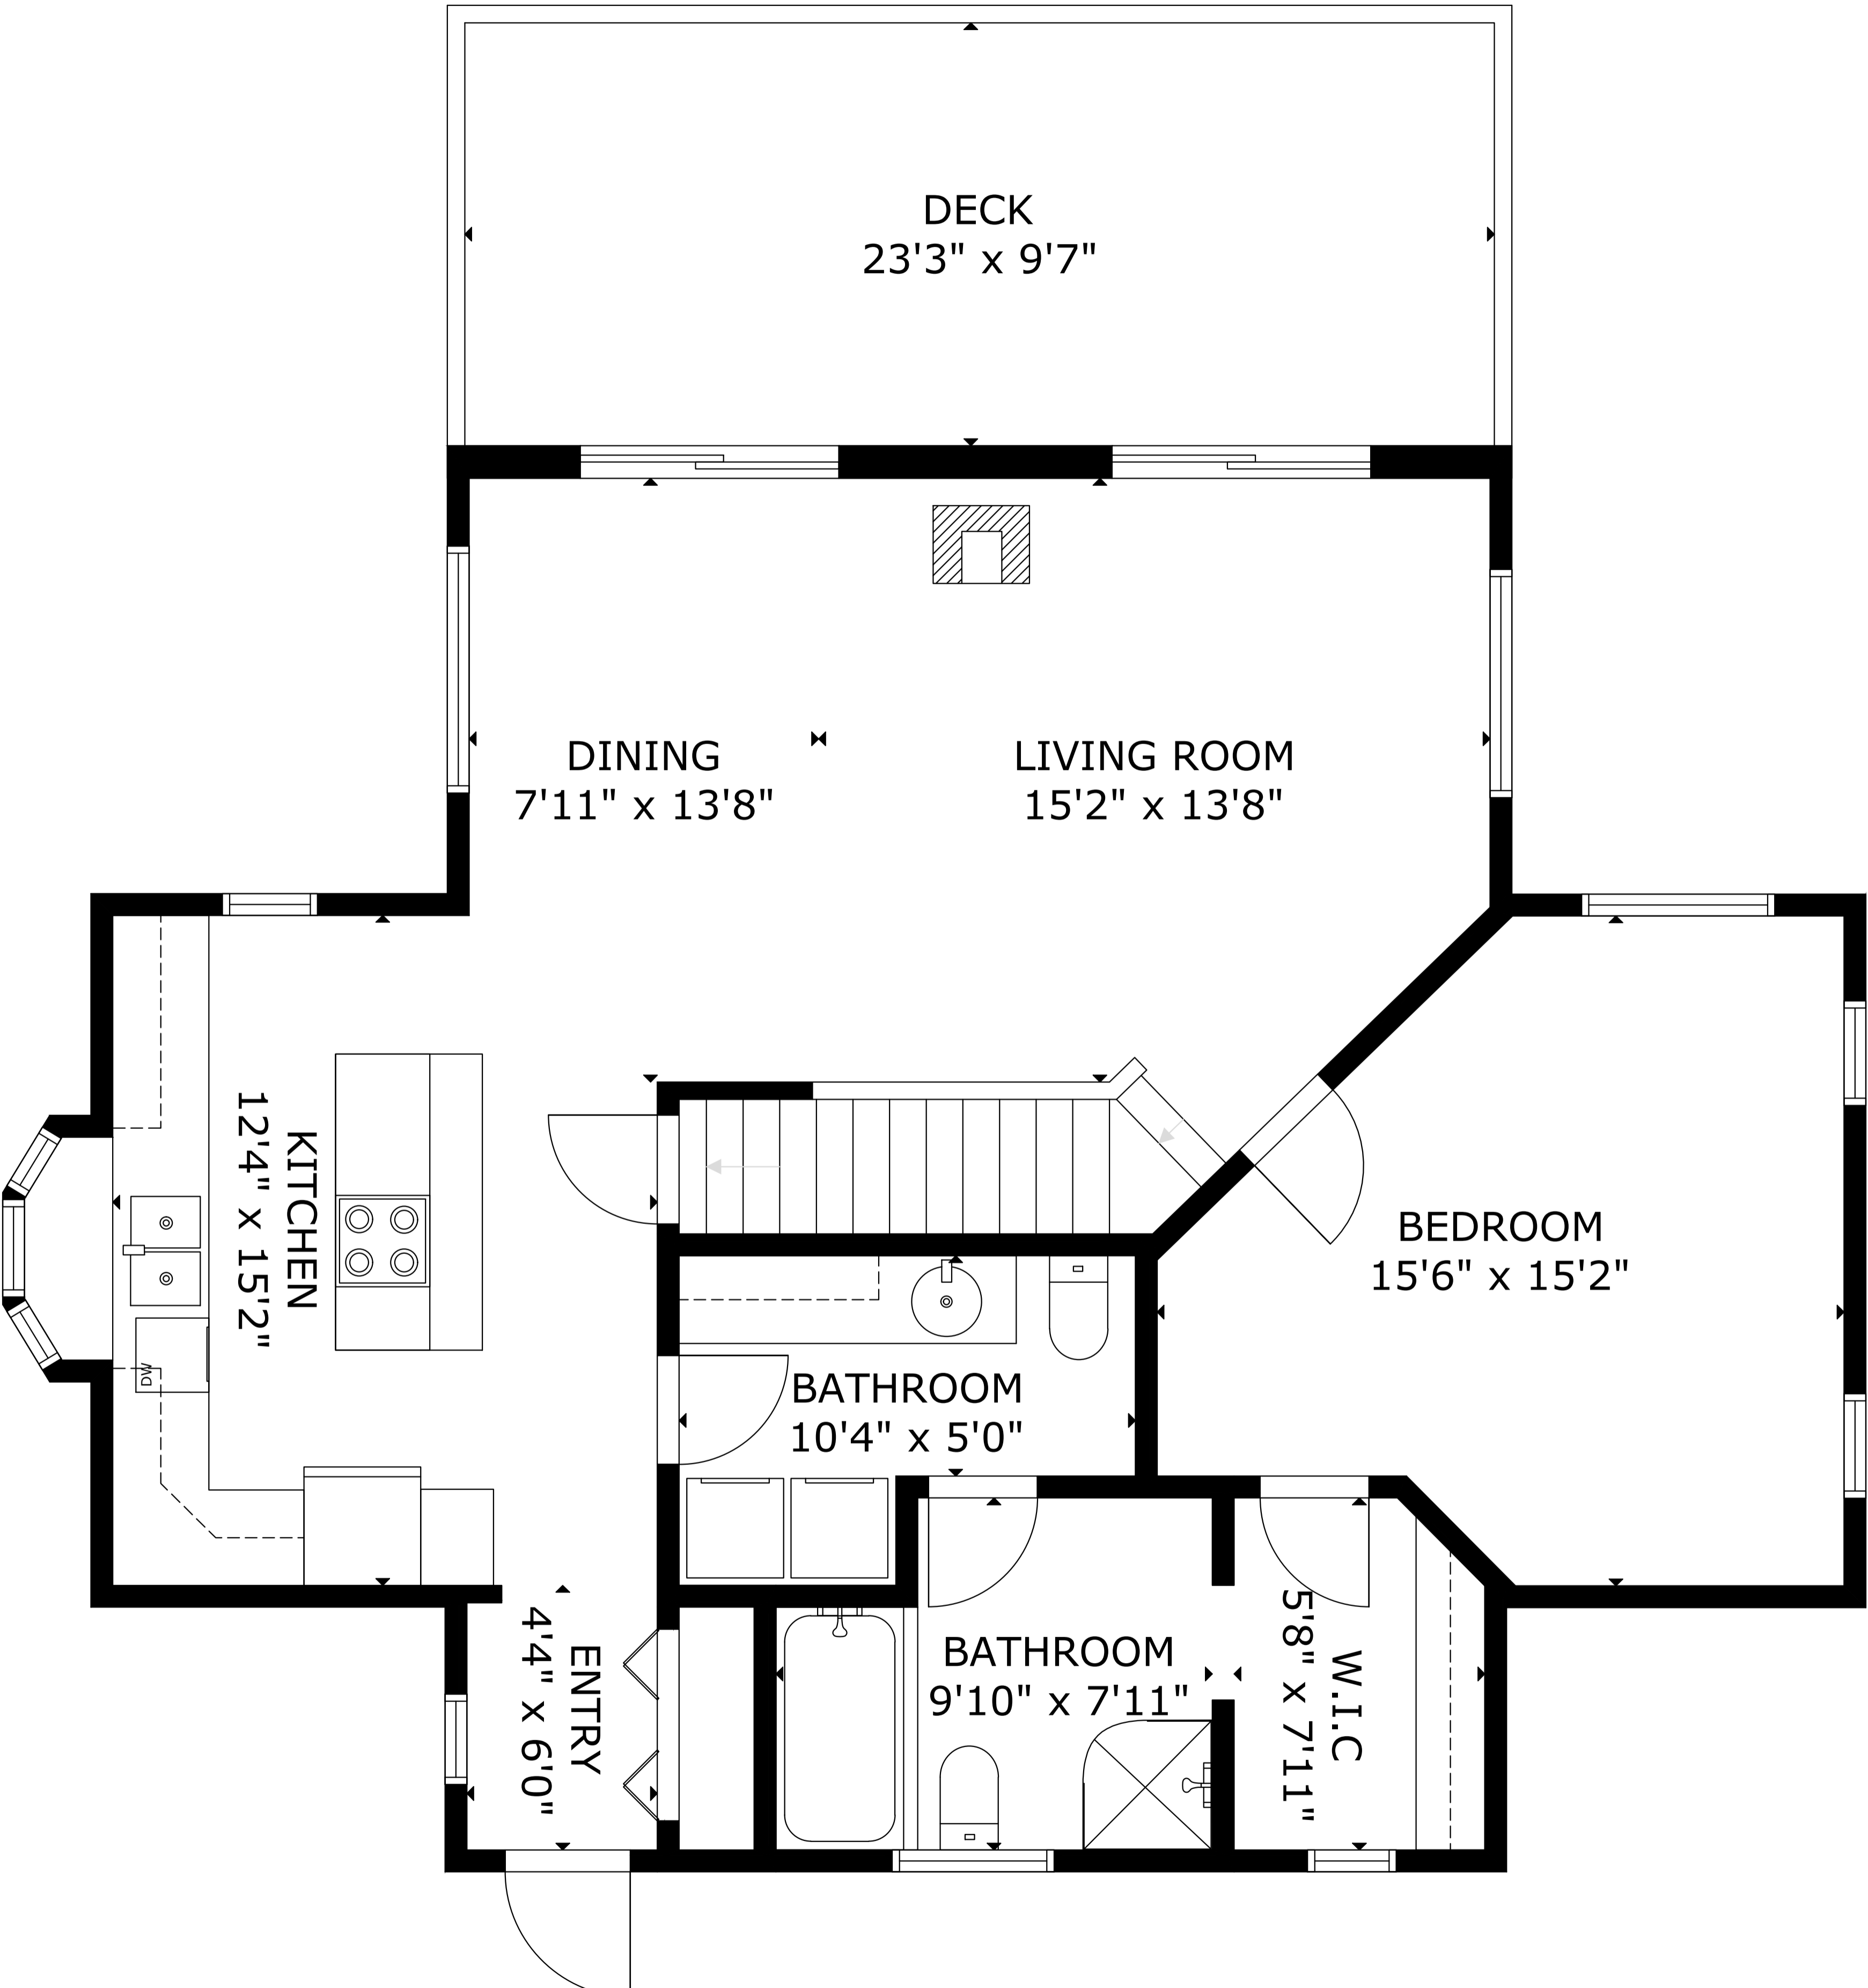 DECK
23'3" x 9'7"
DINING
7'11" x 13'8"
LIVING ROOM
15'2" x 13'8"
KITCHEN
12'4" x 15'2"
DW
BEDROOM
15'6" x 15'2"
BATHROOM
10'4" x 5'0"
ENTRY
4'4" x 6'0"
BATHROOM
9'10" x 7'11"
W.I.C
5'8" x 7'11"